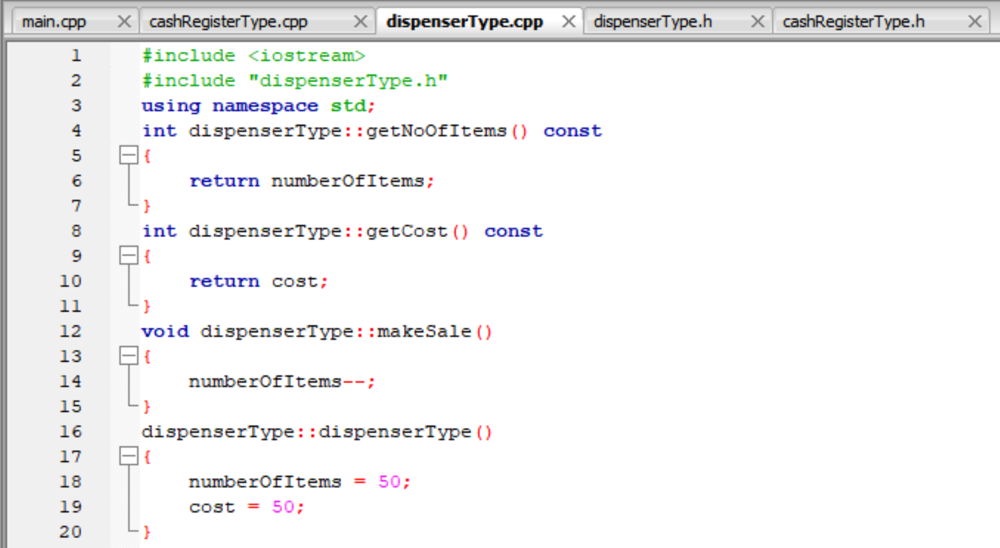 main.cpp cashRegisterType.cpp dispenserType.cpp dispenserType.h cashRegisterType.h
1 #include <iostream>
2 #include "dispenserType.h"
3 using namespace std;
4 int dispenserType::getNoOfItems() const
5 {
6 return numberOfItems;
7 }
8 int dispenserType::getCost() const
9 {
10 return cost;
11 }
12 void dispenserType::makeSale()
13 {
14 numberOfItems--;
15 }
16 dispenserType::dispenserType()
17 {
18 numberOfItems = 50;
19 cost = 50;
20 }